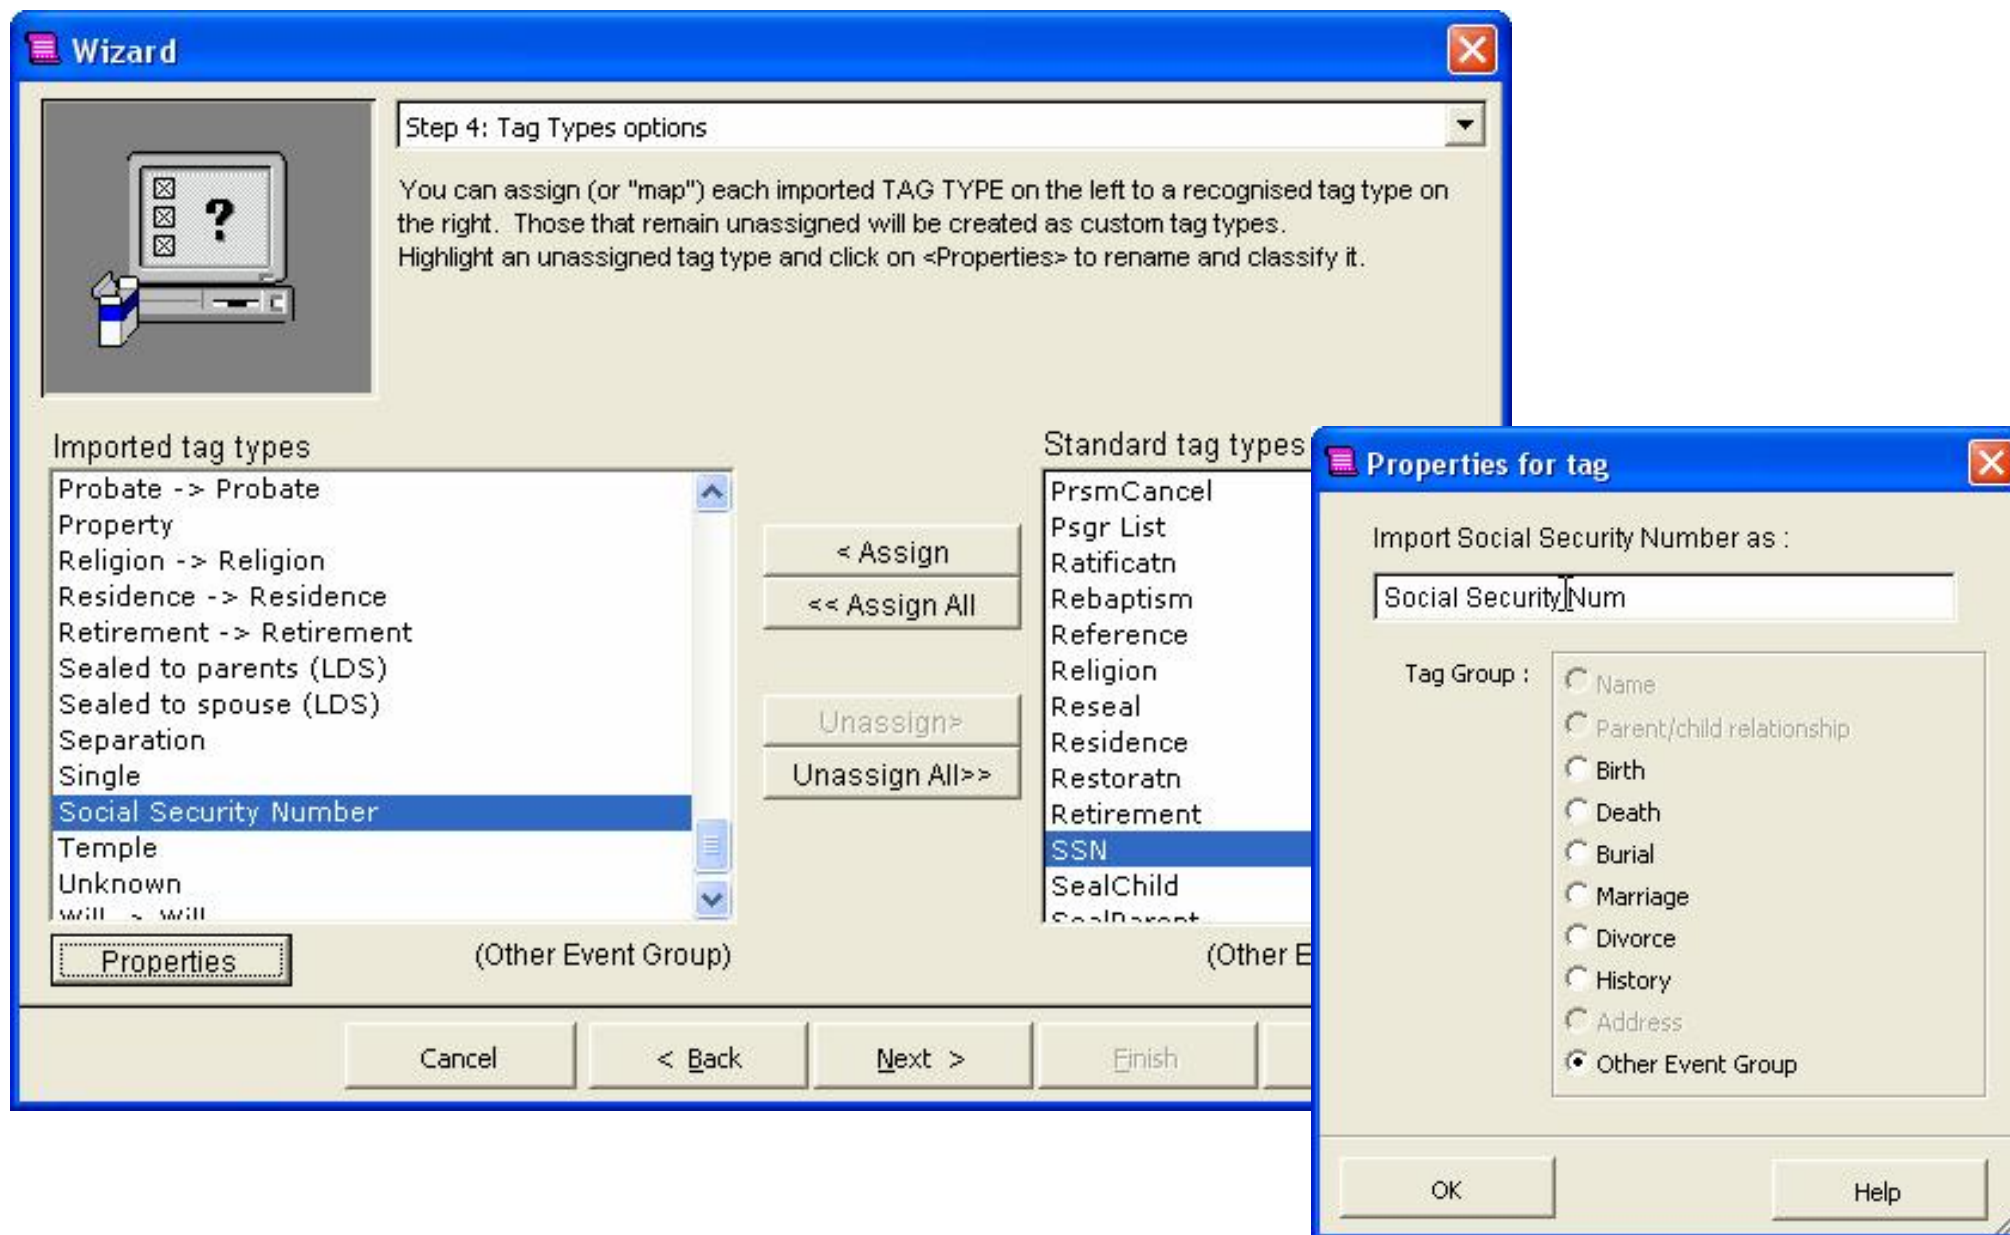 Wizard
Step 4: Tag Types options
You can assign (or "map") each imported TAG TYPE on the left to a recognised tag type on
the right.  Those that remain unassigned will be created as custom tag types.
Highlight an unassigned tag type and click on <Properties> to rename and classify it.
?
Imported tag types
Probate -> Probate
Property
Religion -> Religion
Residence -> Residence
Retirement -> Retirement
Sealed to parents (LDS)
Sealed to spouse (LDS)
Separation
Single
Social Security Number
Temple
Unknown
Will -> Will
Properties
(Other Event Group)
< Assign
<< Assign All
Unassign>
Unassign All>>
Standard tag types
PrsmCancel
Psgr List
Ratificatn
Rebaptism
Reference
Religion
Reseal
Residence
Restoratn
Retirement
SSN
SealChild
SealParent
(Other E
Cancel
< Back
Next >
Finish
Properties for tag
Import Social Security Number as :
Social Security Num
Tag Group :
Name
Parent/child relationship
Birth
Death
Burial
Marriage
Divorce
History
Address
Other Event Group
OK
Help